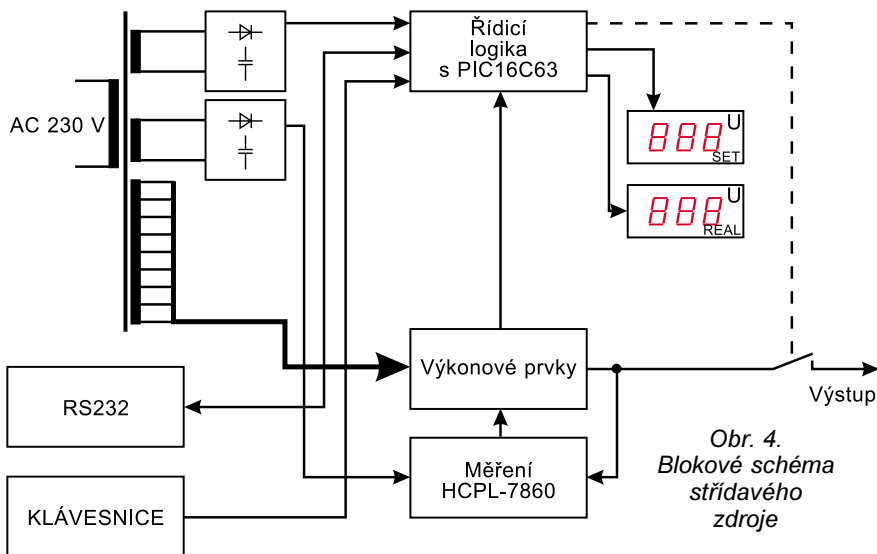 AC 230 V
Řídicí
logika
s PIC16C63
888 U
SET
888 U
REAL
Výkonové prvky
Výstup
RS232
Měření
HCPL-7860
KLÁVESNICE
Obr. 4.
Blokové schéma
střídavého
zdroje